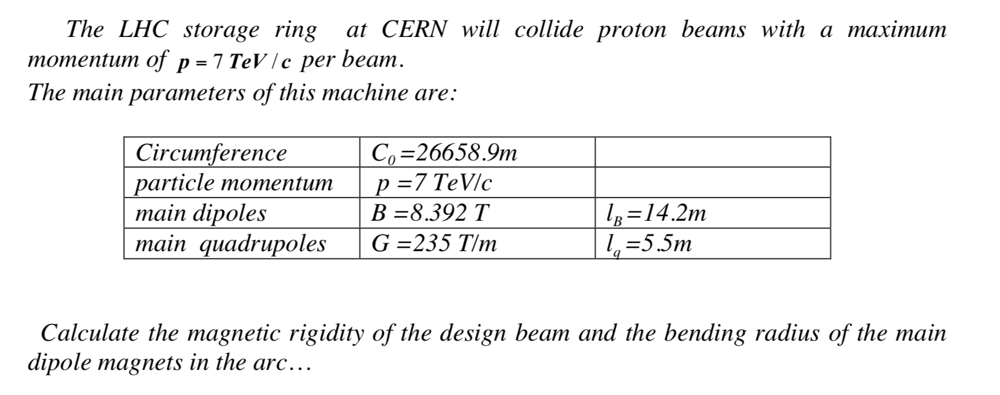 The LHC storage ring at CERN will collide proton beams with a maximum
momentum of p = 7 TeV / c per beam.
The main parameters of this machine are:
Circumference C₀ =26658.9m
particle momentum p =7 TeV/c
main dipoles B =8.392 T l_B =14.2m
main quadrupoles G =235 T/m l_q =5.5m
Calculate the magnetic rigidity of the design beam and the bending radius of the main
dipole magnets in the arc…